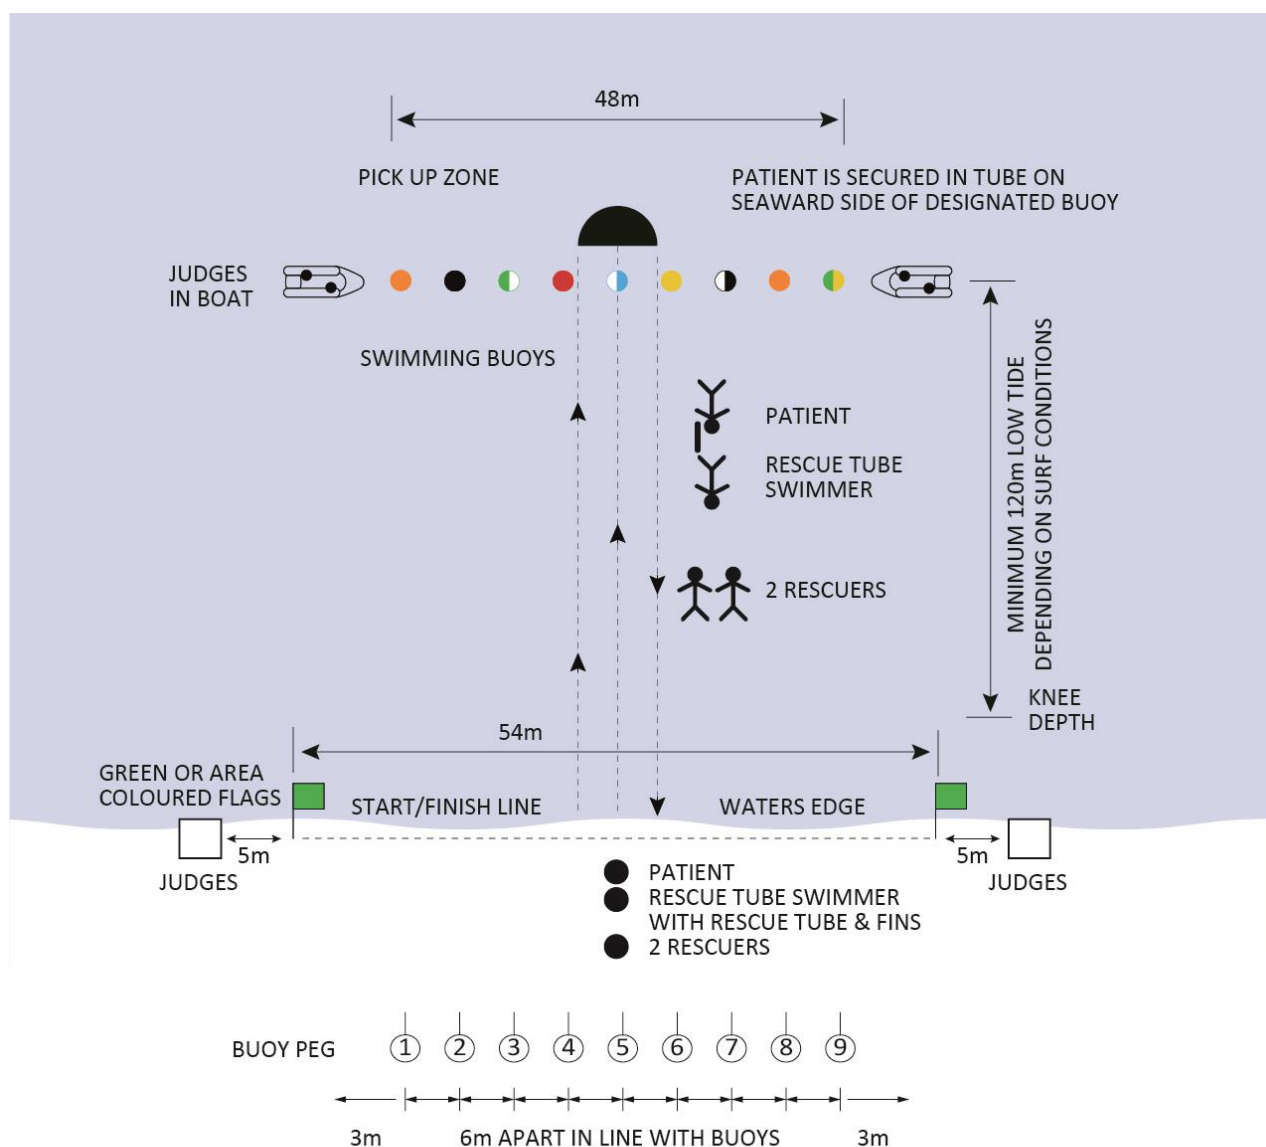 48m
PICK UP ZONE
PATIENT IS SECURED IN TUBE ON
SEAWARD SIDE OF DESIGNATED BUOY
JUDGES
IN BOAT
SWIMMING BUOYS
PATIENT
RESCUE TUBE
SWIMMER
2 RESCUERS
MINIMUM 120m LOW TIDE
DEPENDING ON SURF CONDITIONS
KNEE
DEPTH
54m
GREEN OR AREA
COLOURED FLAGS
START/FINISH LINE
WATERS EDGE
5m
JUDGES
5m
JUDGES
PATIENT
RESCUE TUBE SWIMMER
WITH RESCUE TUBE & FINS
2 RESCUERS
BUOY PEG
1 2 3 4 5 6 7 8 9
3m
6m APART IN LINE WITH BUOYS
3m